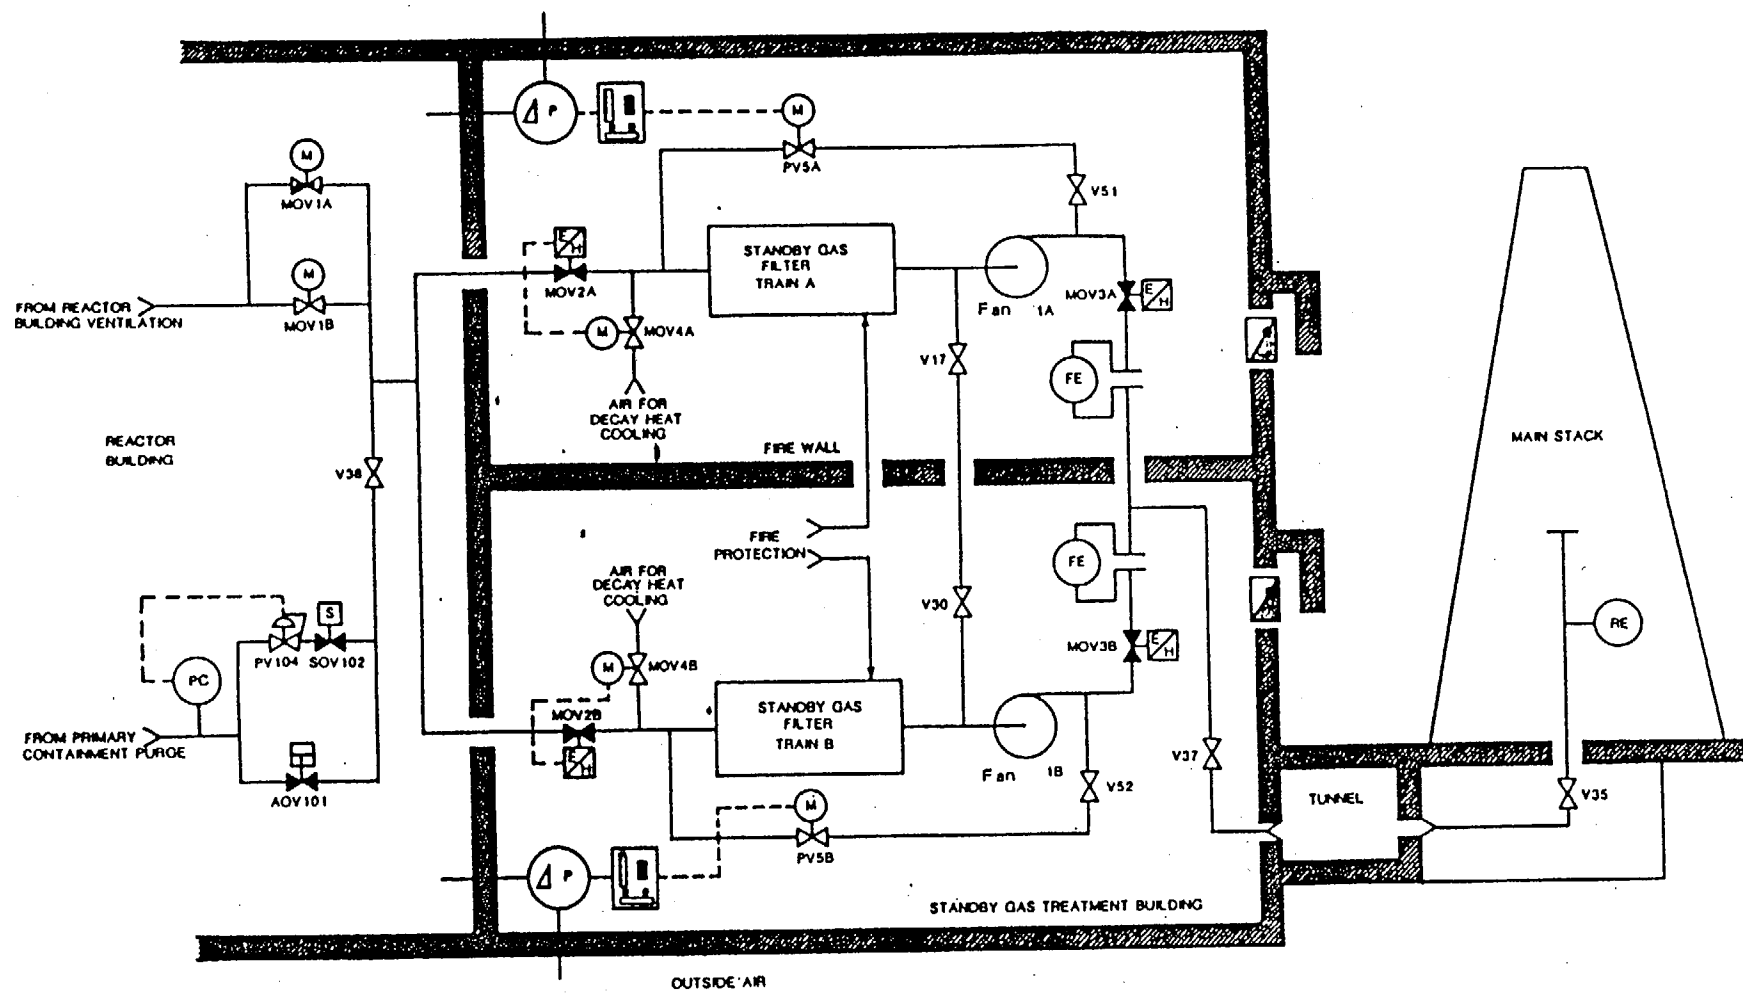 Δ P
M
PV5A
V51
M
MOV1A
E/H
MOV2A
STANDBY GAS
FILTER
TRAIN A
M
MOV1B
FROM REACTOR
BUILDING VENTILATION
M
MOV4A
Fan 1A
MOV3A
E/H
V17
FE
AIR FOR
DECAY HEAT
COOLING
FIRE WALL
REACTOR
BUILDING
V38
MAIN STACK
FIRE
PROTECTION
FE
AIR FOR
DECAY HEAT
COOLING
V30
S
PV104
SOV102
RE
MOV3B
E/H
PC
M
MOV4B
FROM PRIMARY
CONTAINMENT PURGE
MOV2B
E/H
STANDBY GAS
FILTER
TRAIN B
Fan 1B
V37
V52
AOV101
M
PV5B
TUNNEL
V35
Δ P
STANDBY GAS TREATMENT BUILDING
OUTSIDE AIR